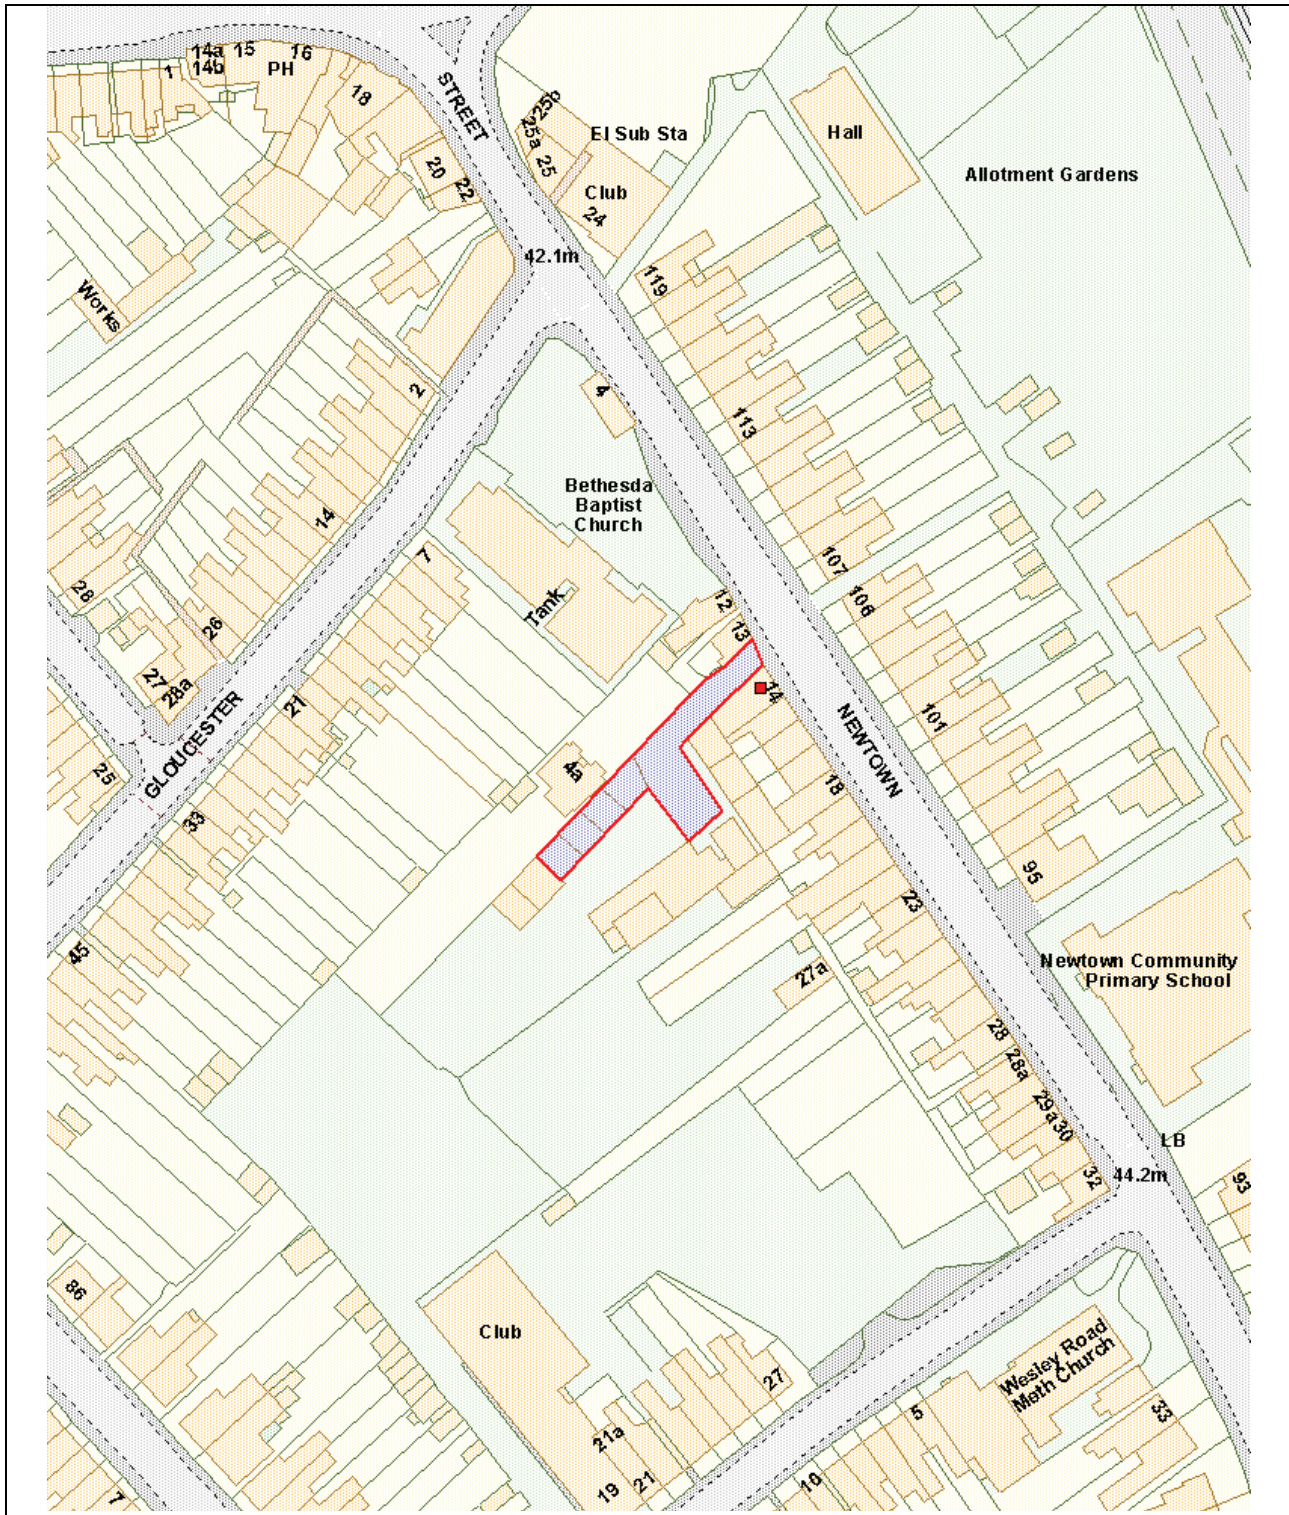 14a
15
16
14b
PH
1
18
STREET
25b
25a
25
El Sub Sta
Hall
Allotment Gardens
20
22
Club
24
42.1m
119
Works
2
4
113
Bethesda
Baptist
Church
14
7
107
28
Tank
12
106
26
13
27
28a
14
21
GLOUCESTER
NEWTOWN
101
25
4a
18
33
95
23
45
27a
Newtown Community
Primary School
28
28a
29a
30
LB
32
44.2m
93
86
Club
Wesley Road
Meth Church
27
5
33
21a
10
7
19
21